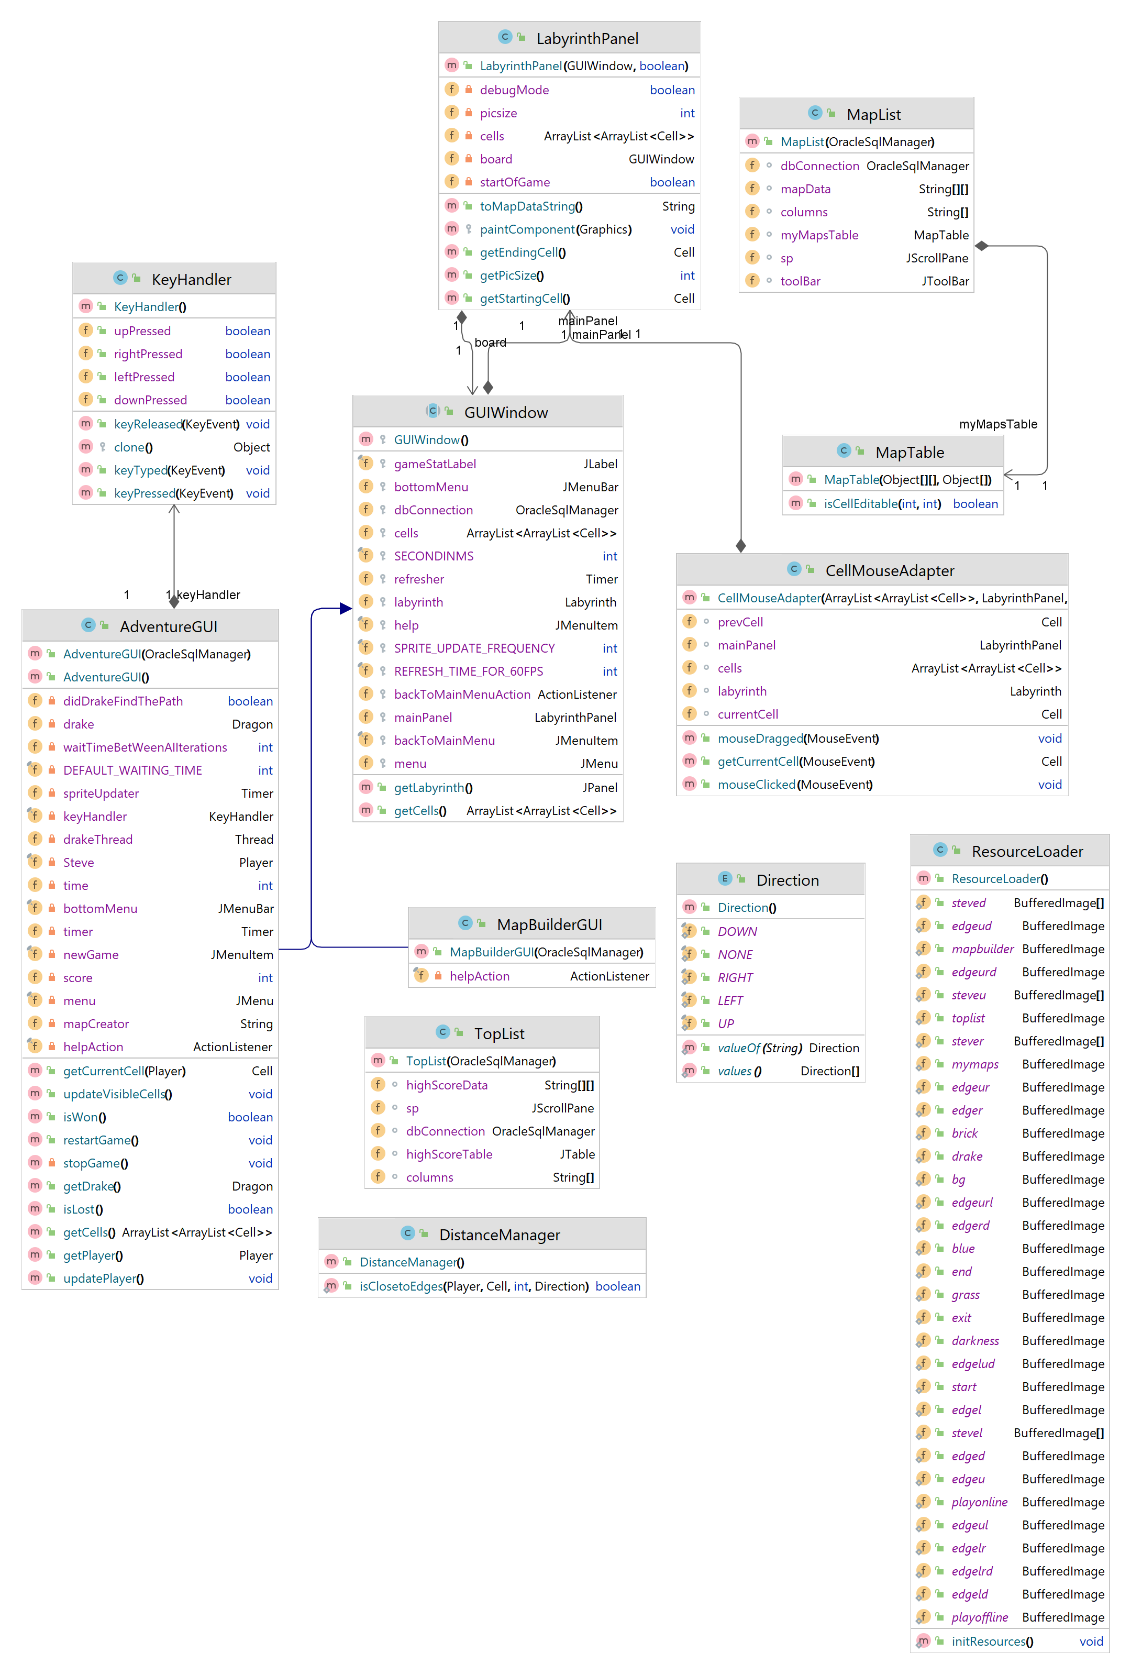 LabyrinthPanel
LabyrinthPanel(GUIWindow, boolean)
debugMode boolean
picsize int
cells ArrayList<ArrayList<Cell>>
board GUIWindow
startOfGame boolean
toMapDataString() String
paintComponent(Graphics) void
getEndingCell() Cell
getPicSize() int
getStartingCell() Cell
MapList
MapList(OracleSqlManager)
dbConnection OracleSqlManager
mapData String[][]
columns String[]
myMapsTable MapTable
sp JScrollPane
toolBar JToolBar
KeyHandler
KeyHandler()
upPressed boolean
rightPressed boolean
leftPressed boolean
downPressed boolean
keyReleased(KeyEvent) void
clone() Object
keyTyped(KeyEvent) void
keyPressed(KeyEvent) void
1 1 mainPanel
1 board 1 mainPanel 1 1
GUIWindow
GUIWindow()
gameStatLabel JLabel
bottomMenu JMenuBar
dbConnection OracleSqlManager
cells ArrayList<ArrayList<Cell>>
SECONDINMS int
refresher Timer
labyrinth Labyrinth
help JMenuItem
SPRITE_UPDATE_FREQUENCY int
REFRESH_TIME_FOR_60FPS int
backToMainMenuAction ActionListener
mainPanel LabyrinthPanel
backToMainMenu JMenuItem
menu JMenu
getLabyrinth() JPanel
getCells() ArrayList<ArrayList<Cell>>
myMapsTable
MapTable
MapTable(Object[][], Object[])
isCellEditable(int, int) boolean
1 1
CellMouseAdapter
CellMouseAdapter(ArrayList<ArrayList<Cell>>, LabyrinthPanel,
prevCell Cell
mainPanel LabyrinthPanel
cells ArrayList<ArrayList<Cell>>
labyrinth Labyrinth
currentCell Cell
mouseDragged(MouseEvent) void
getCurrentCell(MouseEvent) Cell
mouseClicked(MouseEvent) void
1 1 keyHandler
AdventureGUI
AdventureGUI(OracleSqlManager)
AdventureGUI()
didDrakeFindThePath boolean
drake Dragon
waitTimeBetWeenAIIterations int
DEFAULT_WAITING_TIME int
spriteUpdater Timer
keyHandler KeyHandler
drakeThread Thread
Steve Player
time int
bottomMenu JMenuBar
timer Timer
newGame JMenuItem
score int
menu JMenu
mapCreator String
helpAction ActionListener
getCurrentCell(Player) Cell
updateVisibleCells() void
isWon() boolean
restartGame() void
stopGame() void
getDrake() Dragon
isLost() boolean
getCells() ArrayList<ArrayList<Cell>>
getPlayer() Player
updatePlayer() void
MapBuilderGUI
MapBuilderGUI(OracleSqlManager)
helpAction ActionListener
TopList
TopList(OracleSqlManager)
highScoreData String[][]
sp JScrollPane
dbConnection OracleSqlManager
highScoreTable JTable
columns String[]
DistanceManager
DistanceManager()
isClosetoEdges(Player, Cell, int, Direction) boolean
Direction
Direction()
DOWN
NONE
RIGHT
LEFT
UP
valueOf(String) Direction
values() Direction[]
ResourceLoader
ResourceLoader()
steved BufferedImage[]
edgeud BufferedImage
mapbuilder BufferedImage
edgeurd BufferedImage
steveu BufferedImage[]
toplist BufferedImage
stever BufferedImage[]
mymaps BufferedImage
edgeur BufferedImage
edger BufferedImage
brick BufferedImage
drake BufferedImage
bg BufferedImage
edgeurl BufferedImage
edgerd BufferedImage
blue BufferedImage
end BufferedImage
grass BufferedImage
exit BufferedImage
darkness BufferedImage
edgelud BufferedImage
start BufferedImage
edgel BufferedImage
stevel BufferedImage[]
edged BufferedImage
edgeu BufferedImage
playonline BufferedImage
edgeul BufferedImage
edgelr BufferedImage
edgelrd BufferedImage
edgeld BufferedImage
playoffline BufferedImage
initResources() void